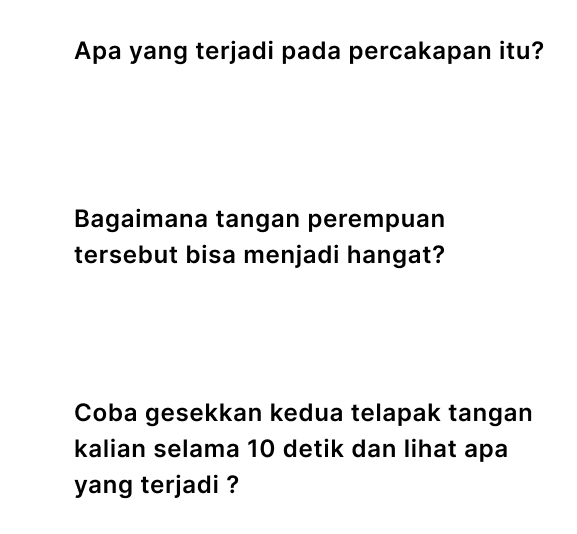 Apa yang terjadi pada percakapan itu?
Bagaimana tangan perempuan
tersebut bisa menjadi hangat?
Coba gesekkan kedua telapak tangan
kalian selama 10 detik dan lihat apa
yang terjadi ?